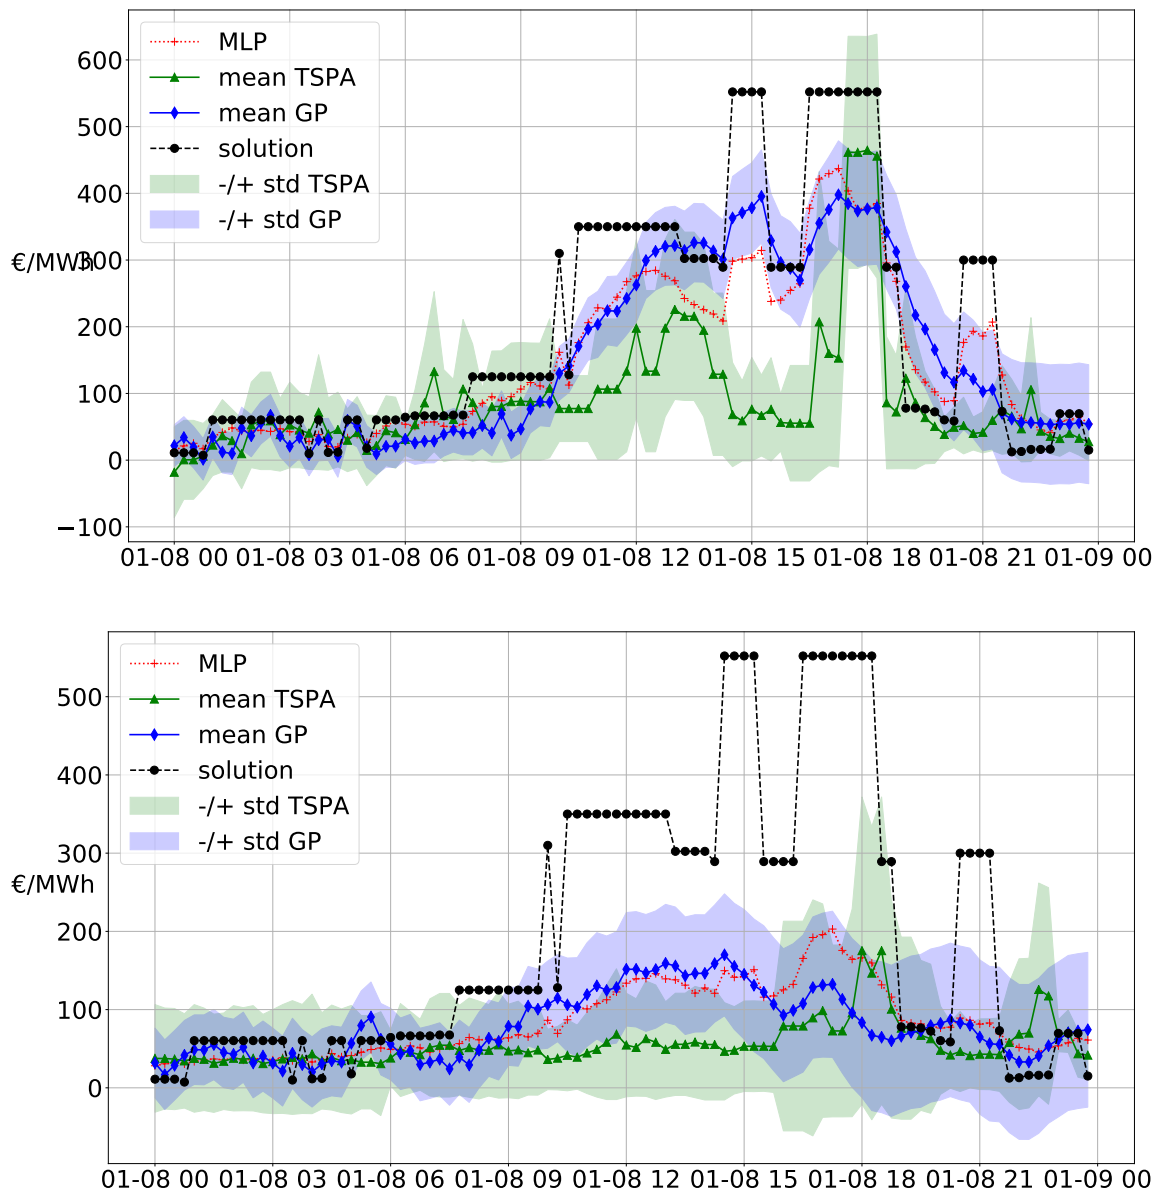 600
500
400
300
200
100
0
−100
€/MWh
MLP
mean TSPA
mean GP
solution
-/+ std TSPA
-/+ std GP
01-08 00 01-08 03 01-08 06 01-08 09 01-08 12 01-08 15 01-08 18 01-08 21 01-09 00
500
400
300
200
100
0
€/MWh
MLP
mean TSPA
mean GP
solution
-/+ std TSPA
-/+ std GP
01-08 00 01-08 03 01-08 06 01-08 09 01-08 12 01-08 15 01-08 18 01-08 21 01-09 00